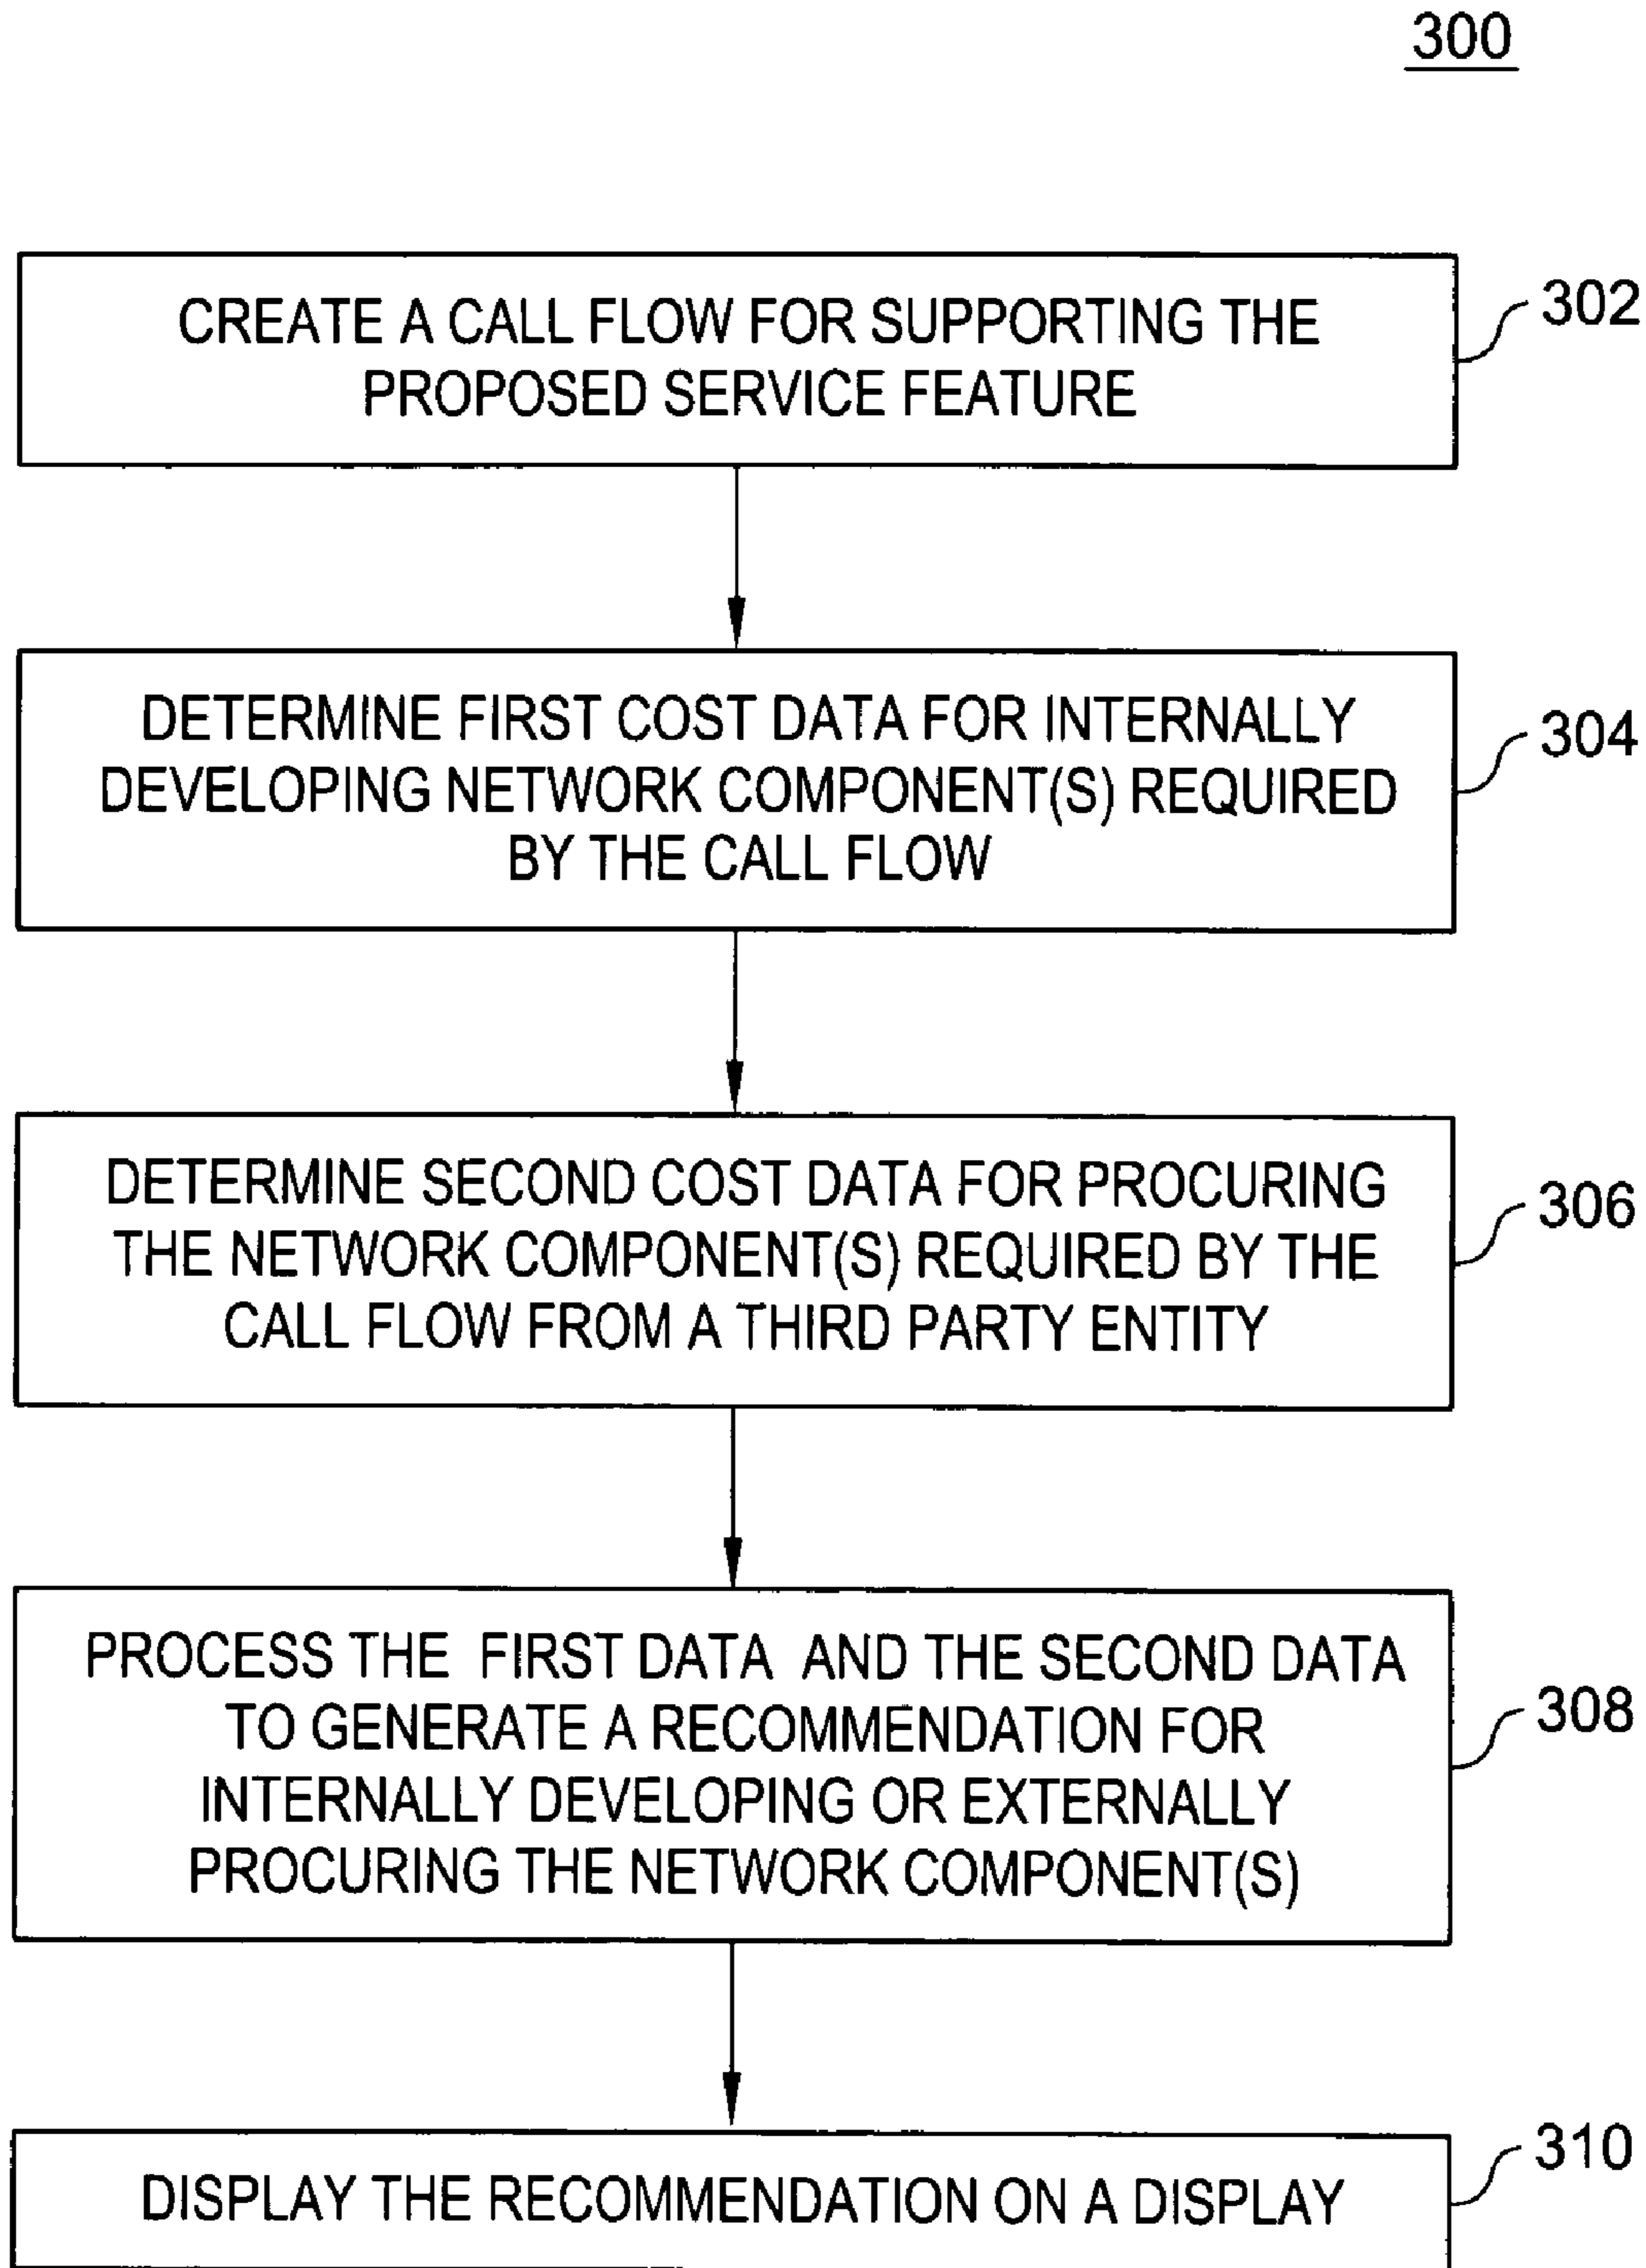 300
CREATE A CALL FLOW FOR SUPPORTING THE
PROPOSED SERVICE FEATURE
302
DETERMINE FIRST COST DATA FOR INTERNALLY
DEVELOPING NETWORK COMPONENT(S) REQUIRED
BY THE CALL FLOW
304
DETERMINE SECOND COST DATA FOR PROCURING
THE NETWORK COMPONENT(S) REQUIRED BY THE
CALL FLOW FROM A THIRD PARTY ENTITY
306
PROCESS THE FIRST DATA AND THE SECOND DATA
TO GENERATE A RECOMMENDATION FOR
INTERNALLY DEVELOPING OR EXTERNALLY
PROCURING THE NETWORK COMPONENT(S)
308
DISPLAY THE RECOMMENDATION ON A DISPLAY
310